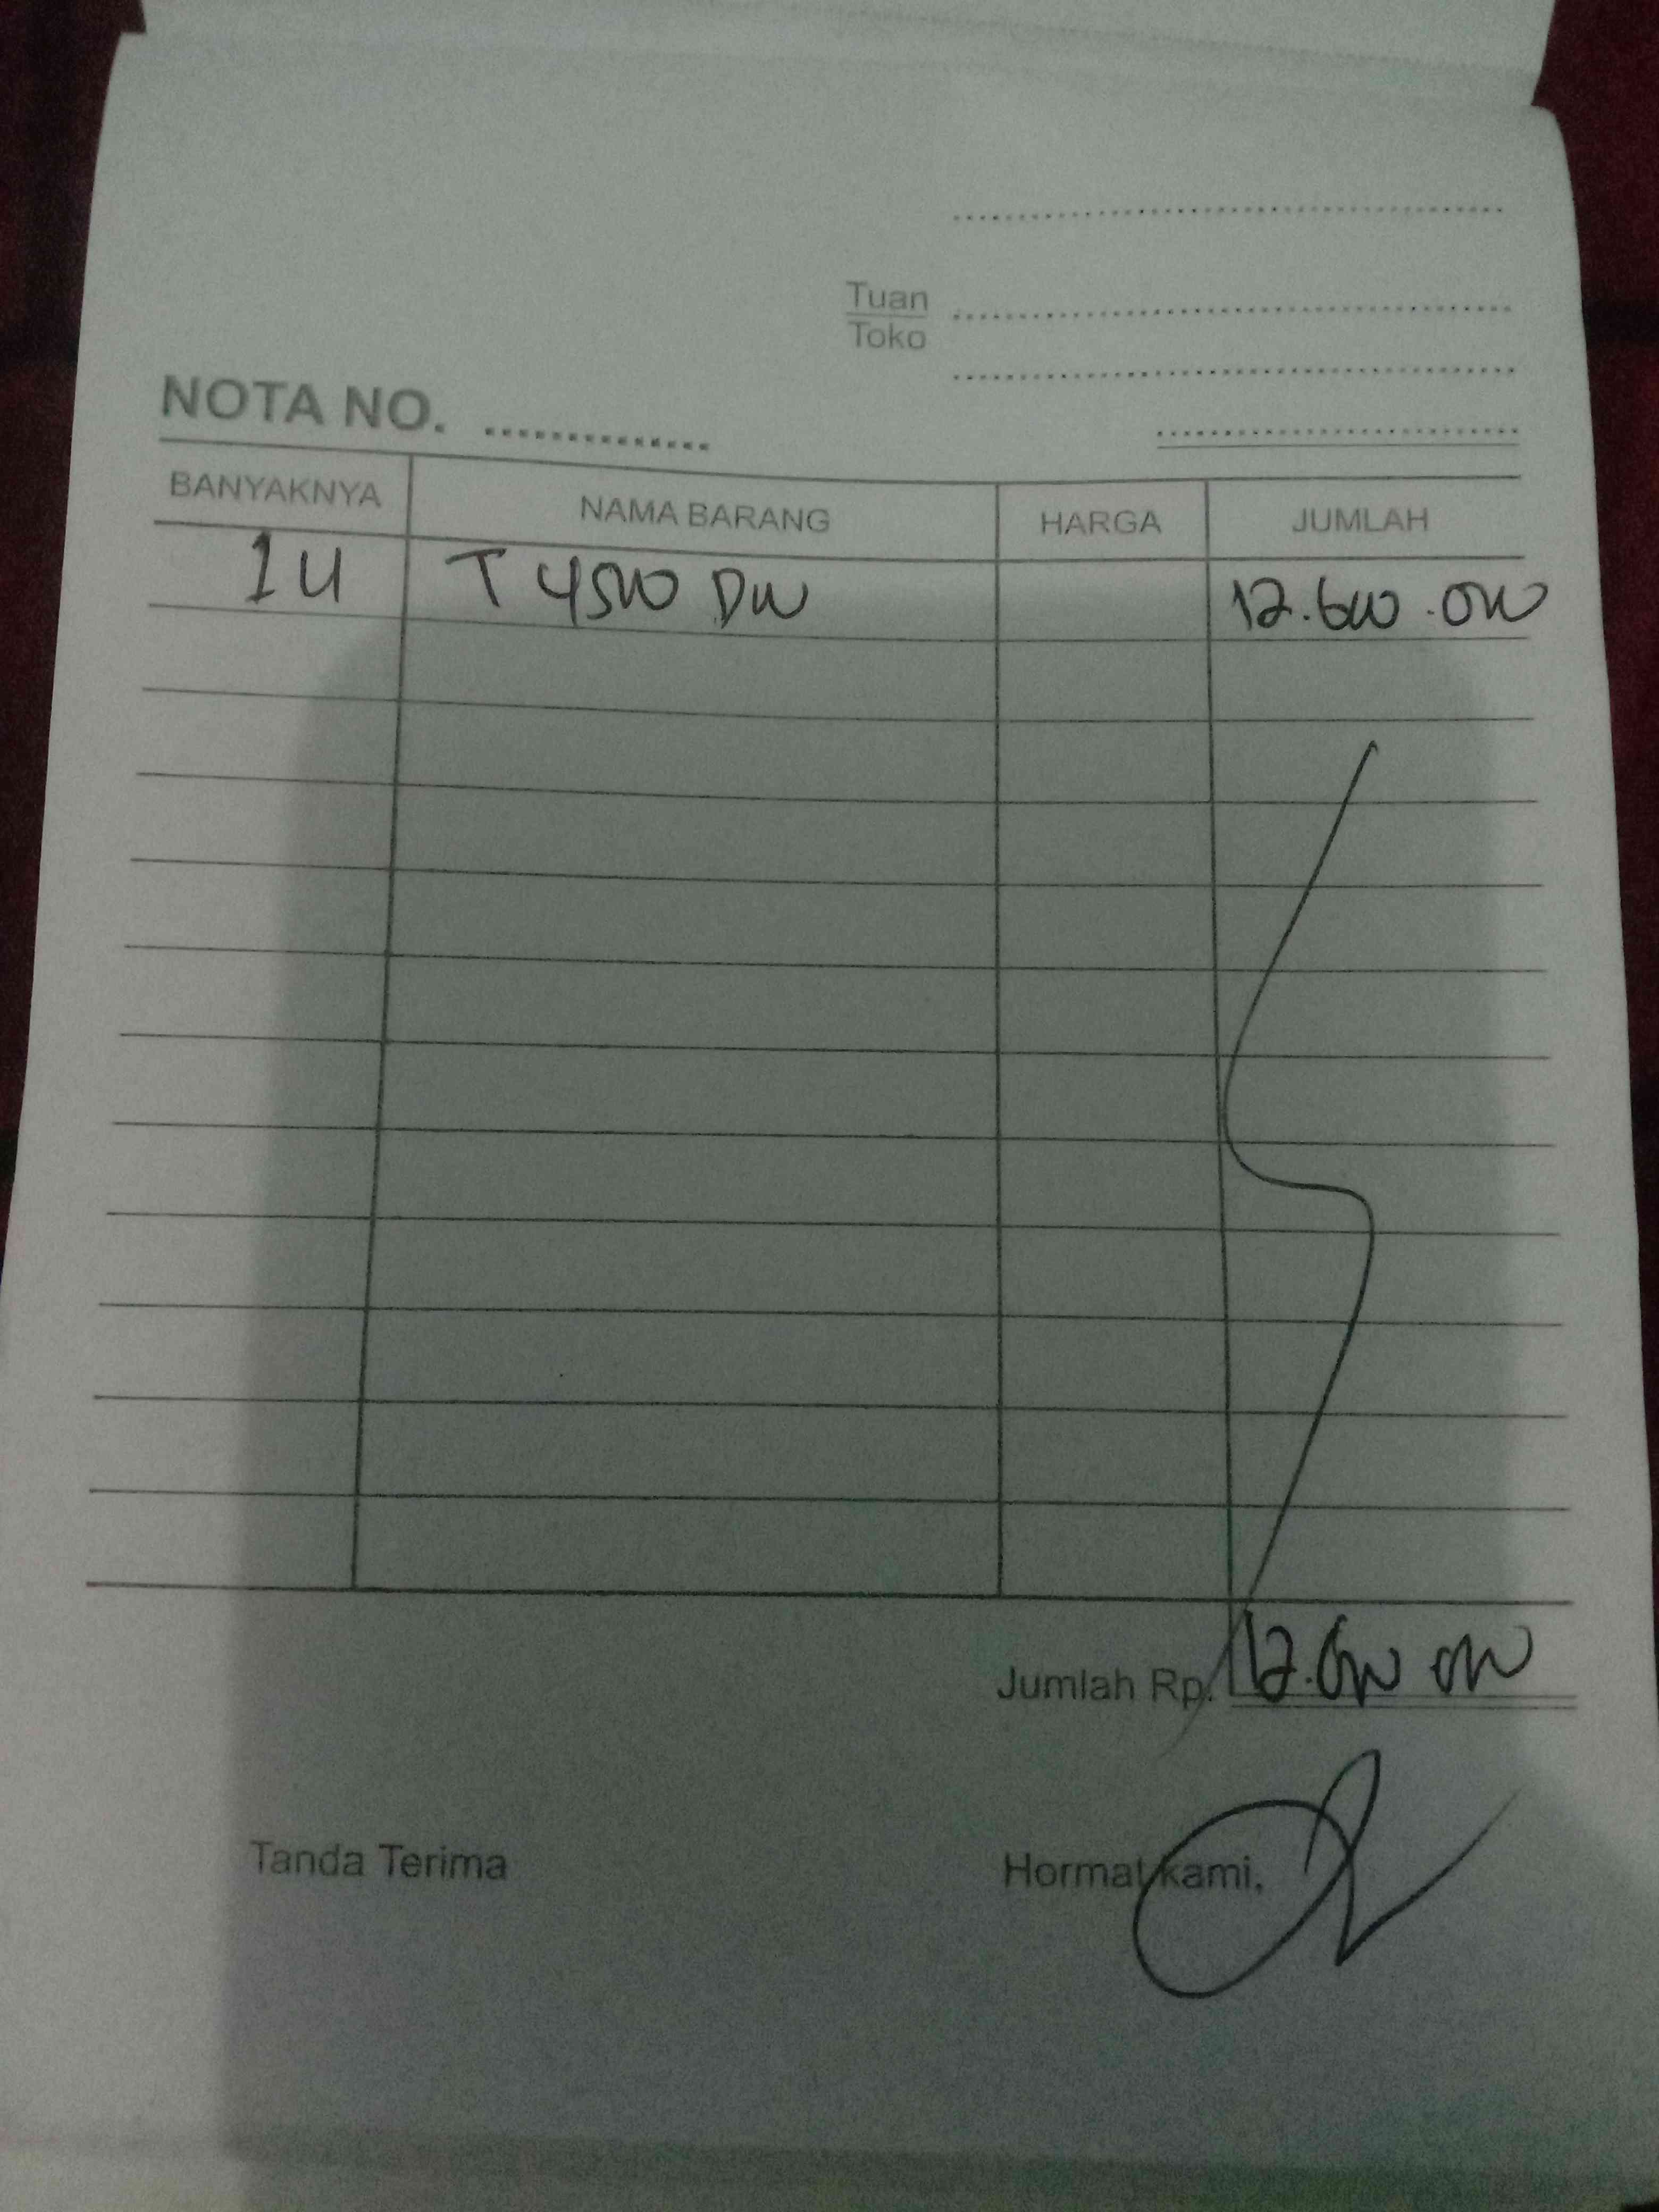 Tuan
Toko
NOTA NO. ..............
BANYAKNYA NAMA BARANG HARGA JUMLAH
1 U T 4500 DW 12.600.000
Jumlah Rp. 12.600 000
Tanda Terima Hormat kami,